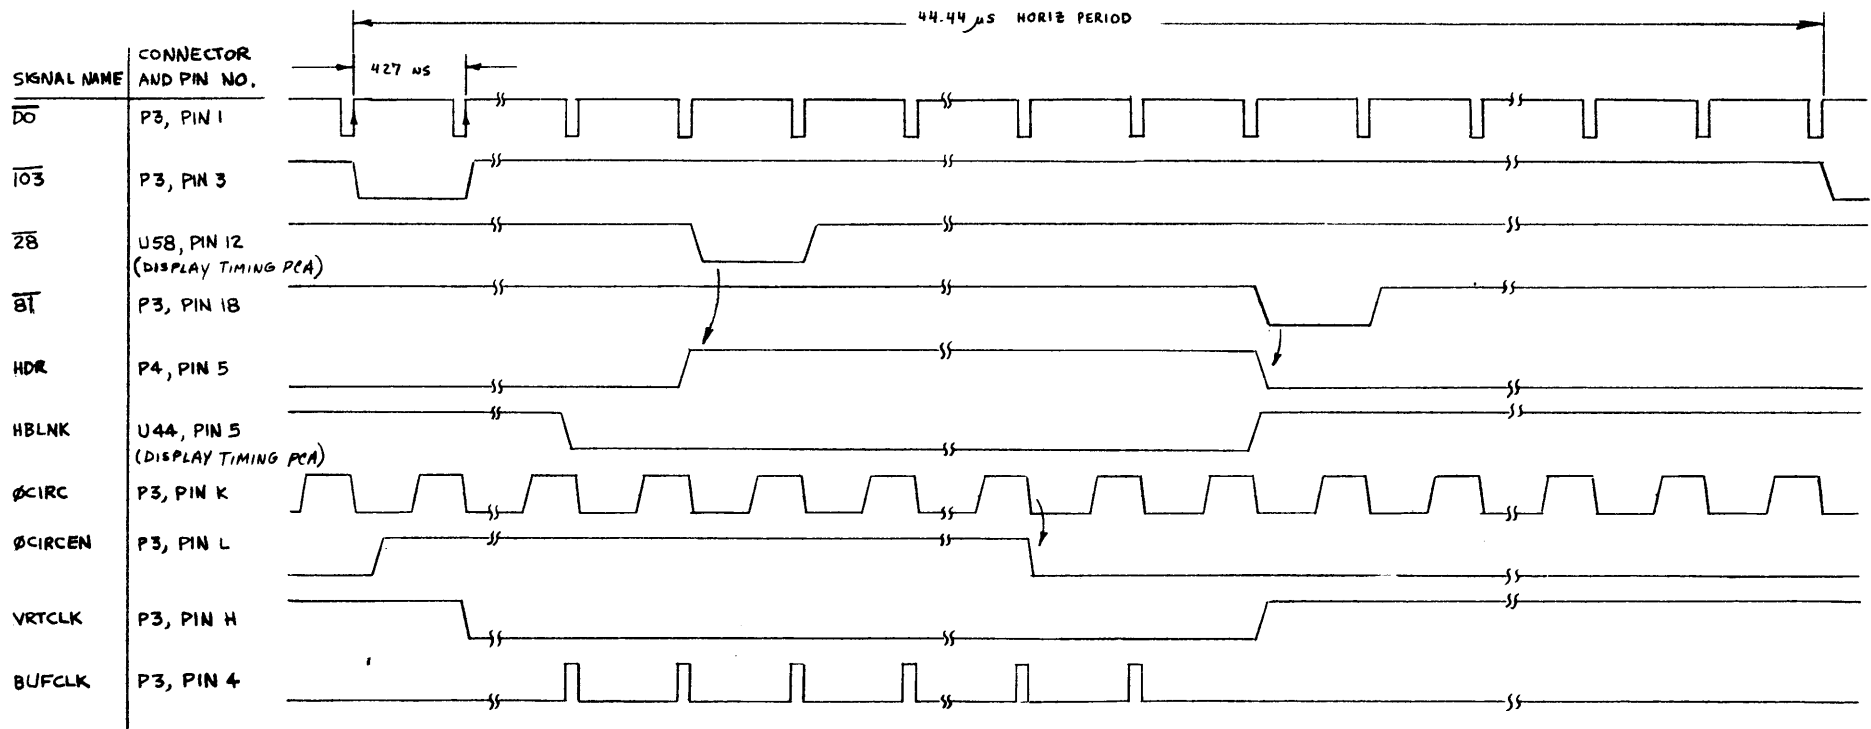 44.44 µS HORIZ PERIOD
SIGNAL NAME
CONNECTOR
AND PIN NO.
427 NS
D0 P3, PIN 1
103 P3, PIN 3
28 U58, PIN 12
(DISPLAY TIMING PCA)
81 P3, PIN 18
HDR P4, PIN 5
HBLNK U44, PIN 5
(DISPLAY TIMING PCA)
ØCIRC P3, PIN K
ØCIRCEN P3, PIN L
VRTCLK P3, PIN H
BUFCLK P3, PIN 4